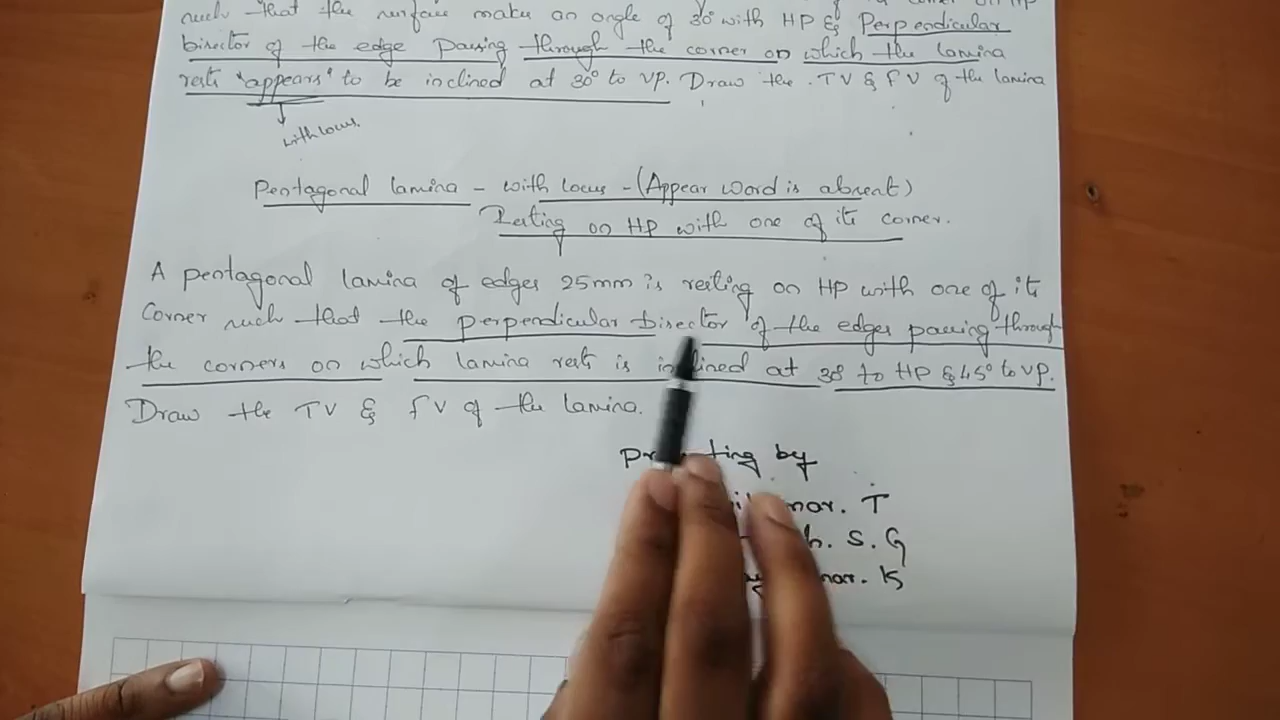 such that the surface makes an angle of 30° with HP & Perpendicular
bisector of the edge passing through the corner on which the lamina
rests "appears" to be inclined at 30° to VP. Draw the TV & FV of the lamina
with locus
Pentagonal lamina - with locus - (Appear word is absent)
Resting on HP with one of its corner.
A pentagonal lamina of edges 25mm is resting on HP with one of its
Corner such that the perpendicular bisector of the edges passing through
the corners on which lamina rests is inclined at 30° to HP & 45° to VP.
Draw the TV & FV of the lamina.
by
T
S. G
K